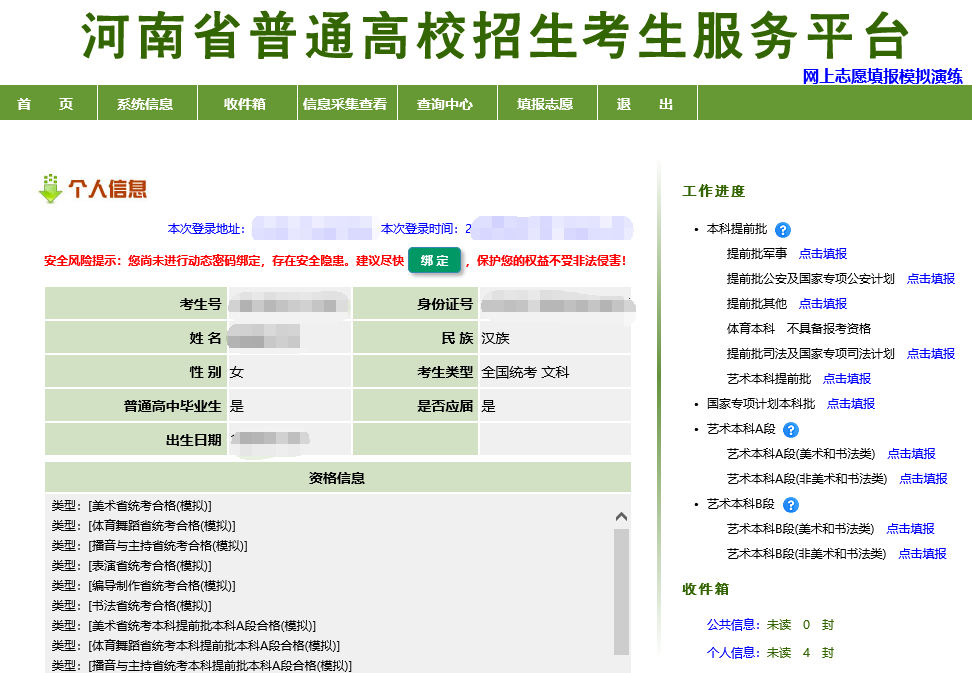 河南省普通高校招生考生服务平台
网上志愿填报模拟演练
首 页 系统信息 收件箱 信息采集查看 查询中心 填报志愿 退 出
个人信息
本次登录地址： 本次登录时间：2
安全风险提示：您尚未进行动态密码绑定，存在安全隐患。建议尽快 绑 定 ，保护您的权益不受非法侵害！
考生号 身份证号
姓 名 民 族 汉族
性 别 女 考生类型 全国统考 文科
普通高中毕业生 是 是否应届 是
出生日期
资格信息
类型：[美术省统考合格(模拟)]
类型：[体育舞蹈省统考合格(模拟)]
类型：[播音与主持省统考合格(模拟)]
类型：[表演省统考合格(模拟)]
类型：[编导制作省统考合格(模拟)]
类型：[书法省统考合格(模拟)]
类型：[美术省统考本科提前批本科A段合格(模拟)]
类型：[体育舞蹈省统考本科提前批本科A段合格(模拟)]
类型：[播音与主持省统考本科提前批本科A段合格(模拟)]
工作进度
• 本科提前批 ?
提前批军事 点击填报
提前批公安及国家专项公安计划 点击填报
提前批其他 点击填报
体育本科 不具备报考资格
提前批司法及国家专项司法计划 点击填报
艺术本科提前批 点击填报
• 国家专项计划本科批 点击填报
• 艺术本科A段 ?
艺术本科A段(美术和书法类) 点击填报
艺术本科A段(非美术和书法类) 点击填报
• 艺术本科B段 ?
艺术本科B段(美术和书法类) 点击填报
艺术本科B段(非美术和书法类) 点击填报
收件箱
公共信息：未读 0 封
个人信息：未读 4 封